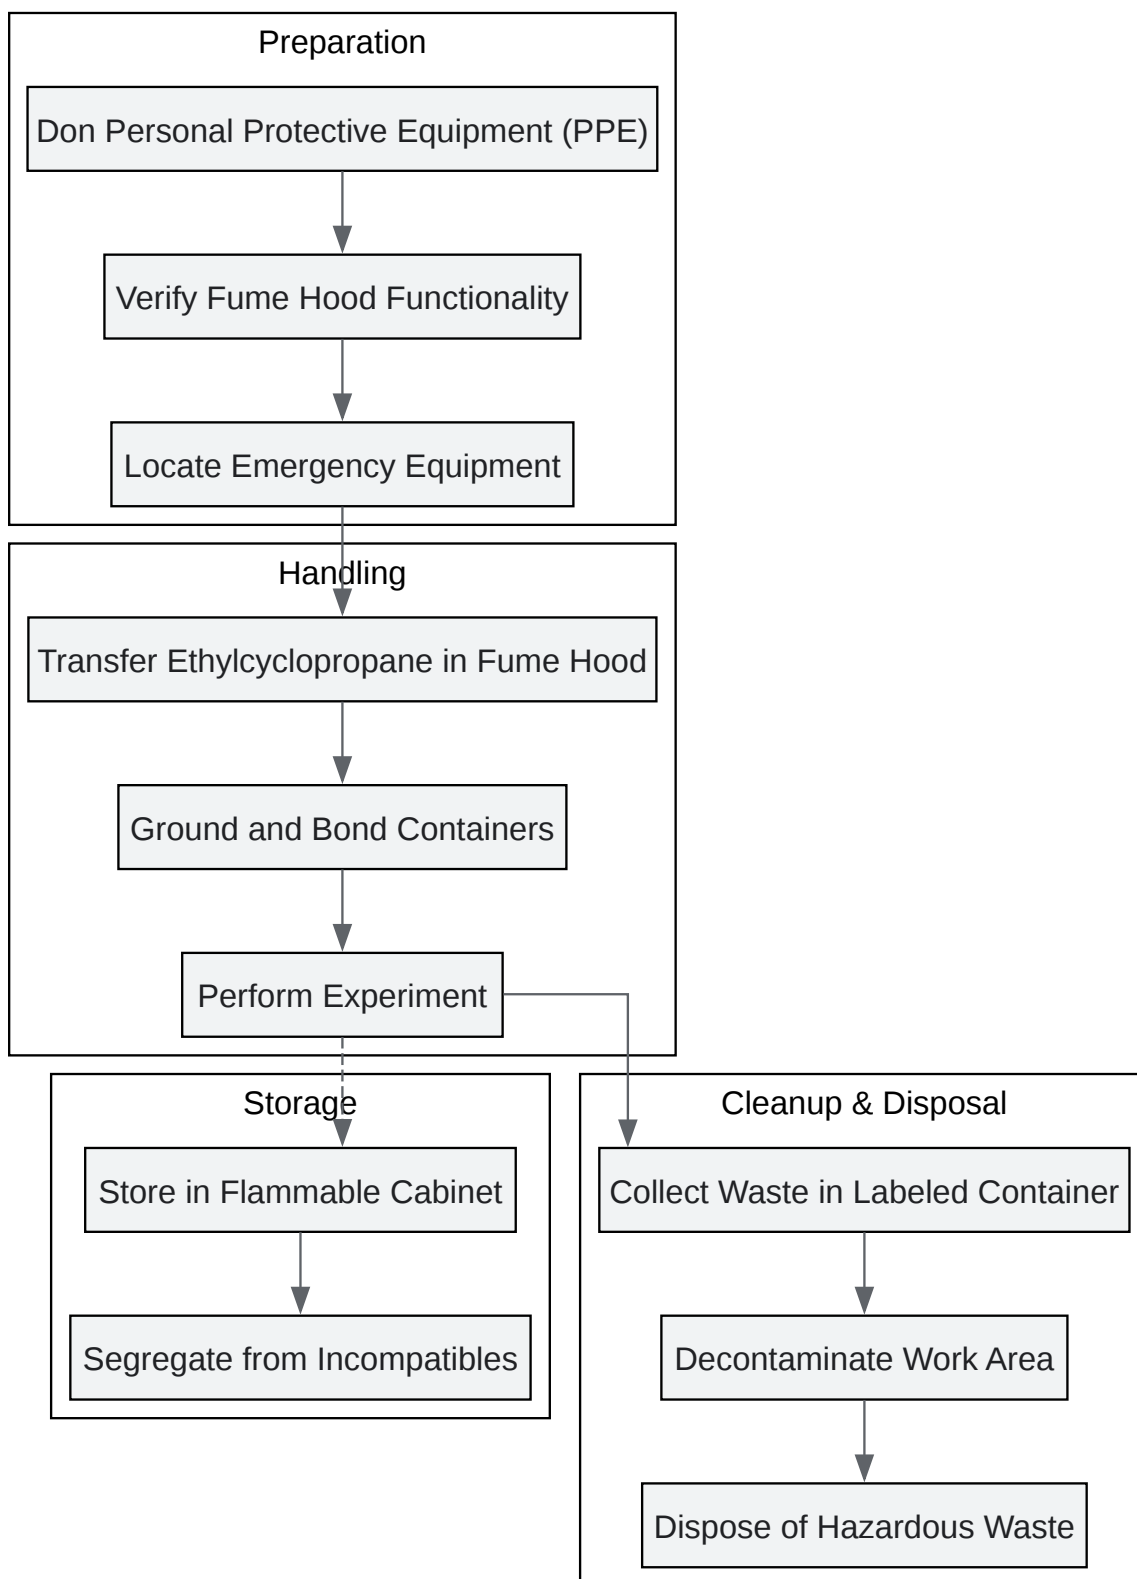 Preparation
Don Personal Protective Equipment (PPE)
Verify Fume Hood Functionality
Locate Emergency Equipment
Handling
Transfer Ethylcyclopropane in Fume Hood
Ground and Bond Containers
Perform Experiment
Storage
Store in Flammable Cabinet
Segregate from Incompatibles
Cleanup & Disposal
Collect Waste in Labeled Container
Decontaminate Work Area
Dispose of Hazardous Waste